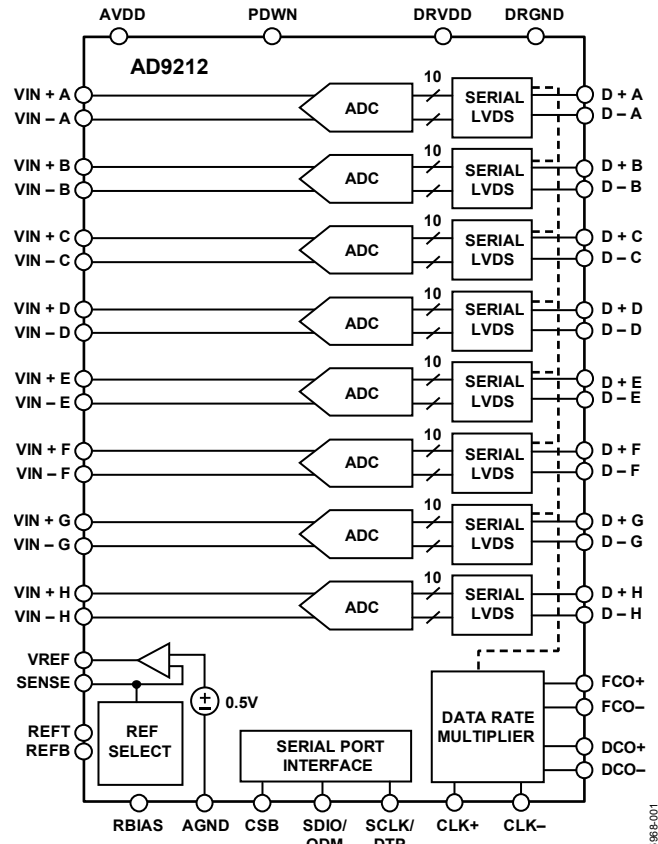 AVDD PDWN DRVDD DRGND
AD9212
VIN + A ADC 10 SERIAL LVDS D + A
VIN – A D – A
VIN + B ADC 10 SERIAL LVDS D + B
VIN – B D – B
VIN + C ADC 10 SERIAL LVDS D + C
VIN – C D – C
VIN + D ADC 10 SERIAL LVDS D + D
VIN – D D – D
VIN + E ADC 10 SERIAL LVDS D + E
VIN – E D – E
VIN + F ADC 10 SERIAL LVDS D + F
VIN – F D – F
VIN + G ADC 10 SERIAL LVDS D + G
VIN – G D – G
VIN + H ADC 10 SERIAL LVDS D + H
VIN – H D – H
VREF
SENSE
REFT
REFB
REF
SELECT
± 0.5V
SERIAL PORT
INTERFACE
DATA RATE
MULTIPLIER
FCO+
FCO–
DCO+
DCO–
RBIAS AGND CSB SDIO/ SCLK/ CLK+ CLK–
968-001